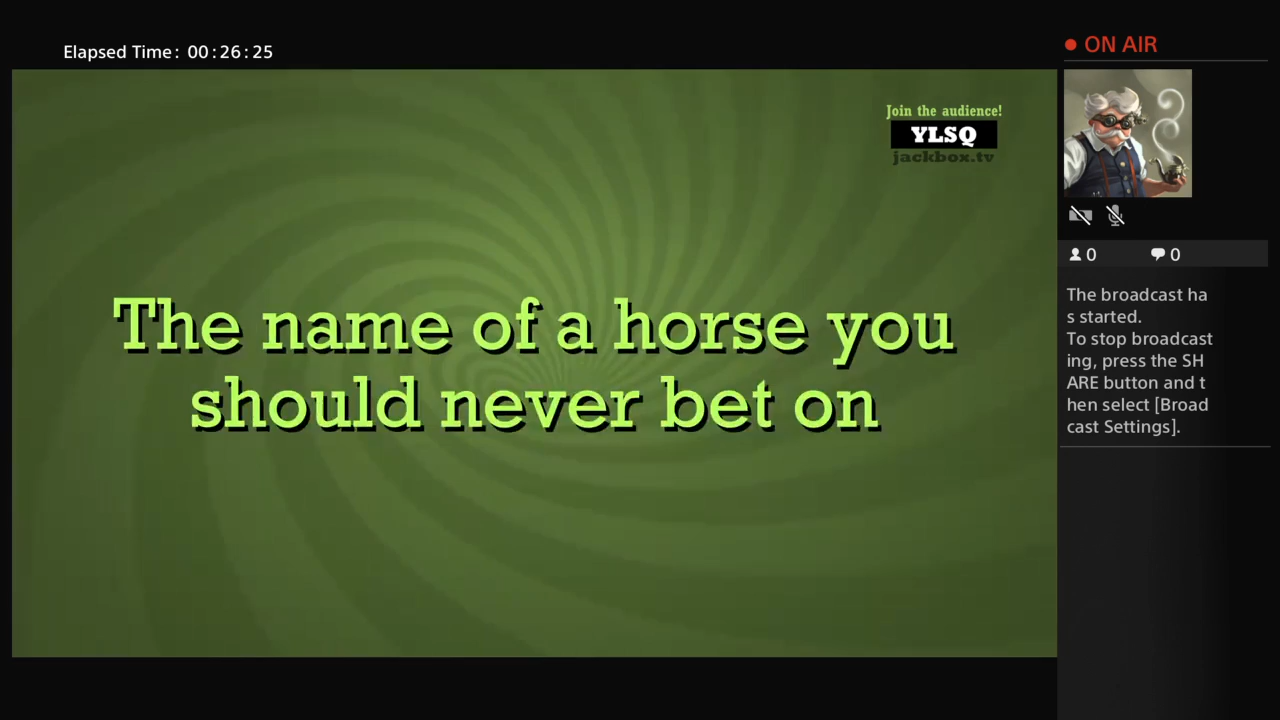 Elapsed Time: 00:26:25
ON AIR
Join the audience!
YLSQ
jackbox.tv
The name of a horse you
should never bet on
0
0
The broadcast ha
s started.
To stop broadcast
ing, press the SH
ARE button and t
hen select [Broad
cast Settings].